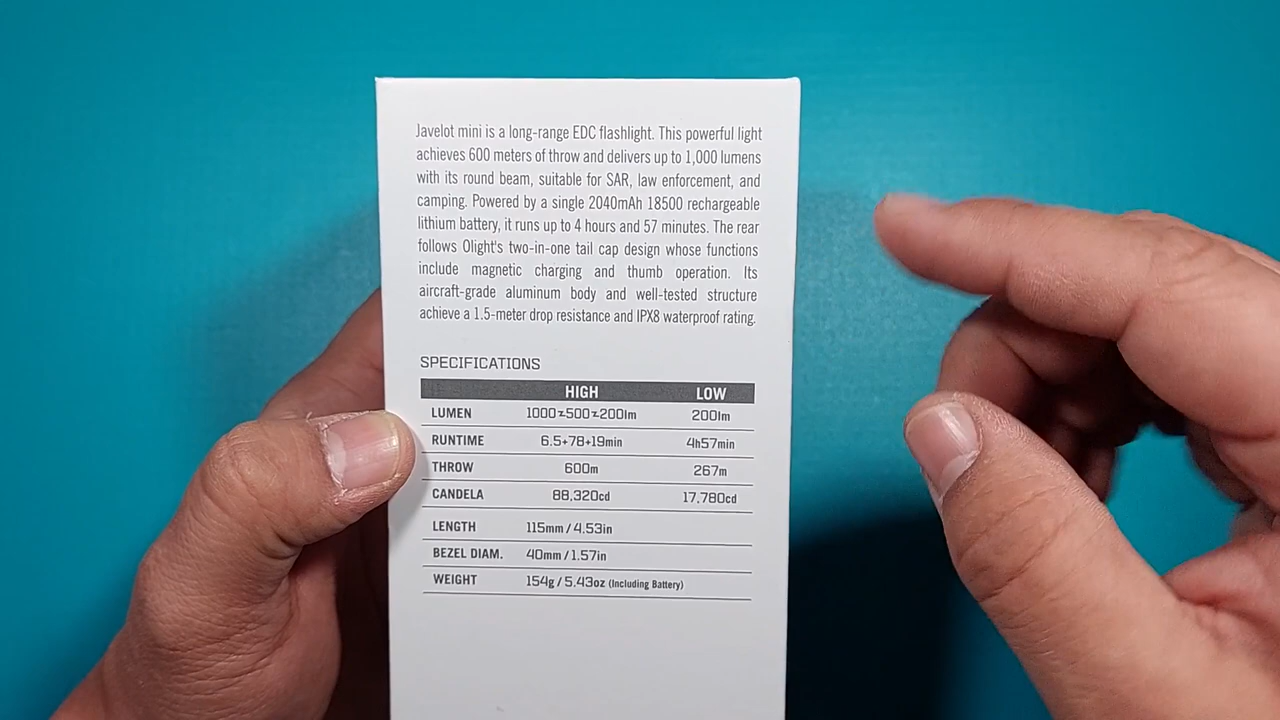 Javelot mini is a long-range EDC flashlight. This powerful light
achieves 600 meters of throw and delivers up to 1,000 lumens
with its round beam, suitable for SAR, law enforcement, and
camping. Powered by a single 2040mAh 18500 rechargeable
lithium battery, it runs up to 4 hours and 57 minutes. The rear
follows Olight's two-in-one tail cap design whose functions
include magnetic charging and thumb operation. Its
aircraft-grade aluminum body and well-tested structure
achieve a 1.5-meter drop resistance and IPX8 waterproof rating.
SPECIFICATIONS
HIGH LOW
LUMEN 1000~500~200lm 200lm
RUNTIME 6.5+78+19min 4h57min
THROW 600m 267m
CANDELA 88,320cd 17,780cd
LENGTH 115mm / 4.53in
BEZEL DIAM. 40mm / 1.57in
WEIGHT 154g / 5.43oz (Including Battery)